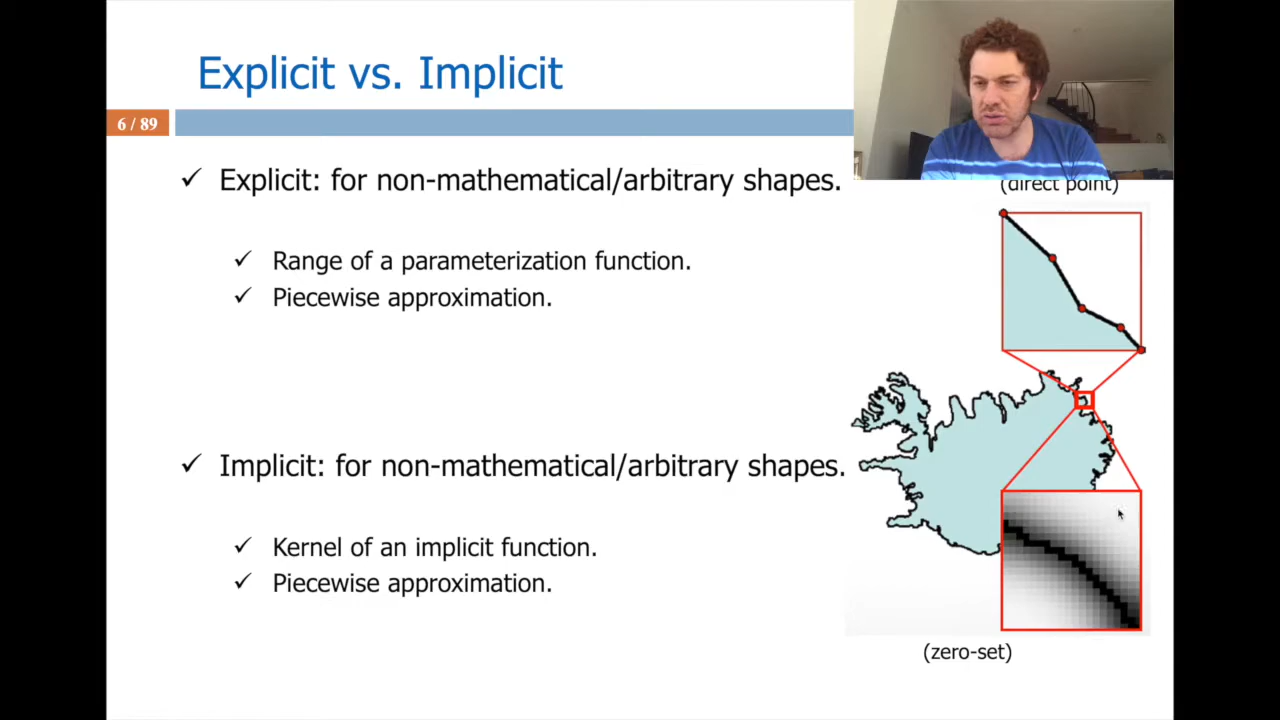 Explicit vs. Implicit
6 / 89
✓ Explicit: for non-mathematical/arbitrary shapes.
(direct point)
✓ Range of a parameterization function.
✓ Piecewise approximation.
✓ Implicit: for non-mathematical/arbitrary shapes.
✓ Kernel of an implicit function.
✓ Piecewise approximation.
(zero-set)